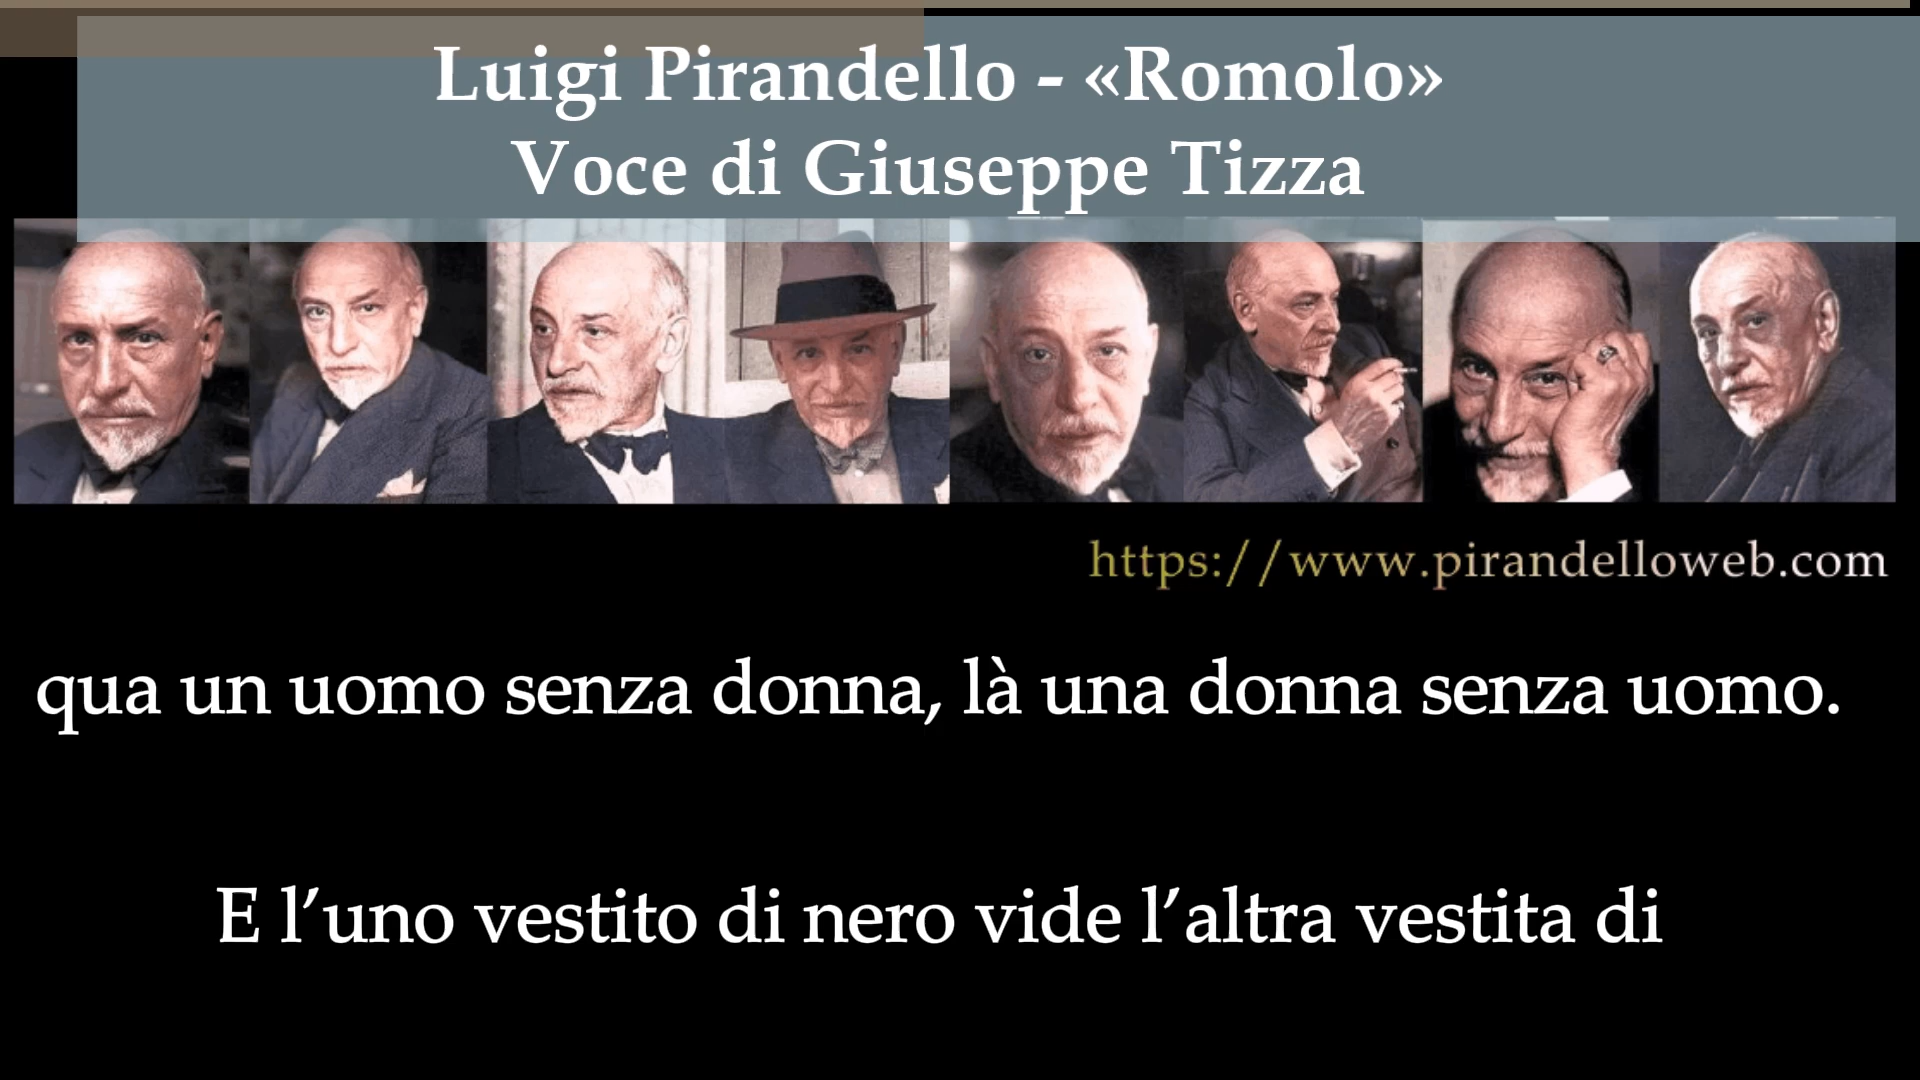 Luigi Pirandello - «Romolo»
Voce di Giuseppe Tizza
https://www.pirandelloweb.com
qua un uomo senza donna, là una donna senza uomo.
E l’uno vestito di nero vide l’altra vestita di